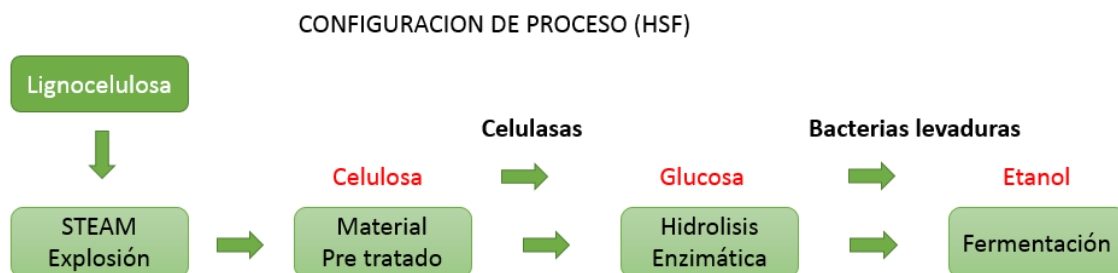 CONFIGURACION DE PROCESO (HSF)
Lignocelulosa
Celulasas
Bacterias levaduras
Celulosa
Glucosa
Etanol
STEAM
Explosión
Material
Pre tratado
Hidrolisis
Enzimática
Fermentación